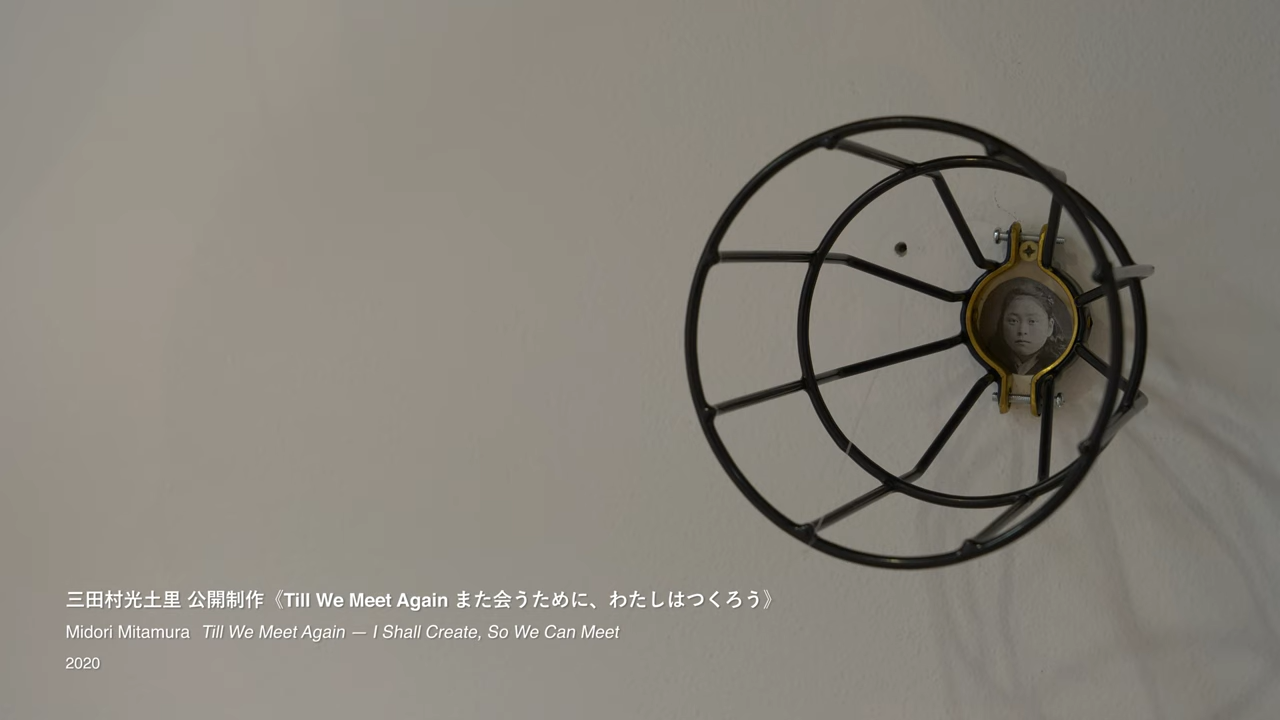 三田村光土里 公開制作《Till We Meet Again また会うために、わたしはつくろう》
Midori Mitamura Till We Meet Again — I Shall Create, So We Can Meet
2020